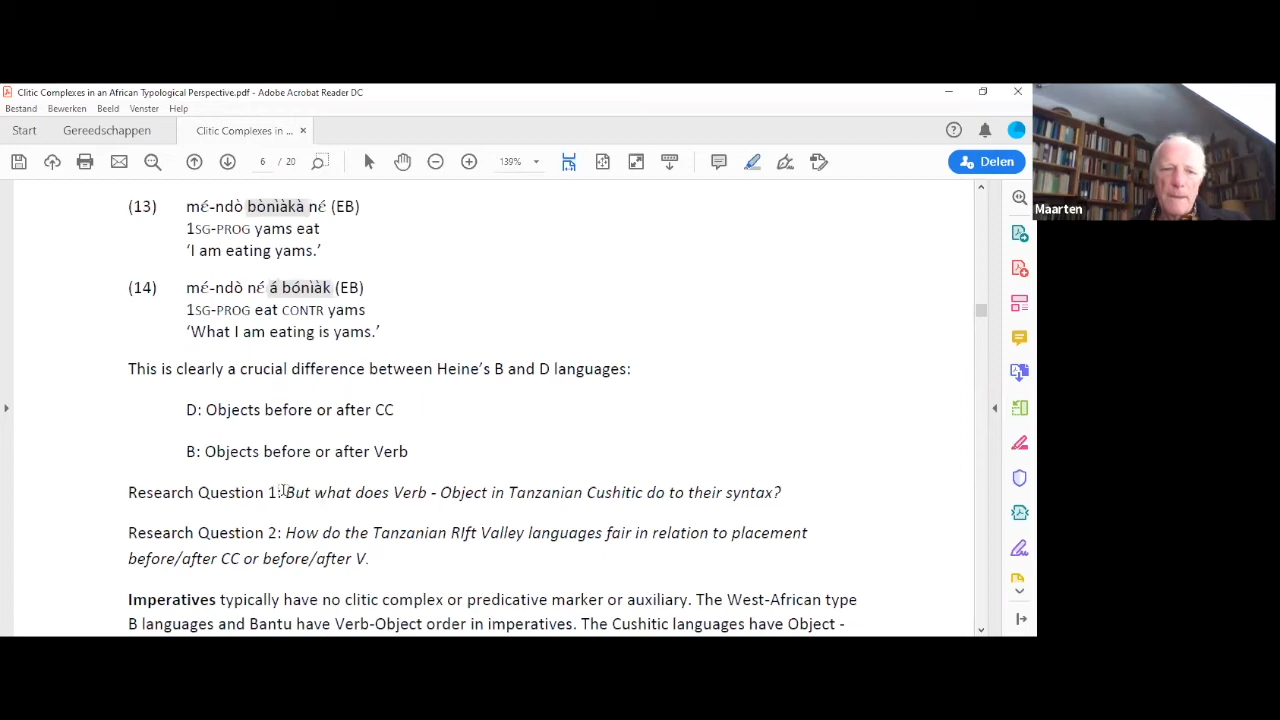 Clitic Complexes in an African Typological Perspective.pdf - Adobe Acrobat Reader DC
Bestand Bewerken Beeld Venster Help
Start Gereedschappen Clitic Complexes in ... ×
6 / 20 139% Delen
Maarten
(13) mé-ndò bònìàkà né (EB)
1SG-PROG yams eat
‘I am eating yams.’
(14) mé-ndò né á bóniàk (EB)
1SG-PROG eat CONTR yams
‘What I am eating is yams.’
This is clearly a crucial difference between Heine’s B and D languages:
D: Objects before or after CC
B: Objects before or after Verb
Research Question 1: But what does Verb - Object in Tanzanian Cushitic do to their syntax?
Research Question 2: How do the Tanzanian RIft Valley languages fair in relation to placement
before/after CC or before/after V.
Imperatives typically have no clitic complex or predicative marker or auxiliary. The West-African type
B languages and Bantu have Verb-Object order in imperatives. The Cushitic languages have Object -